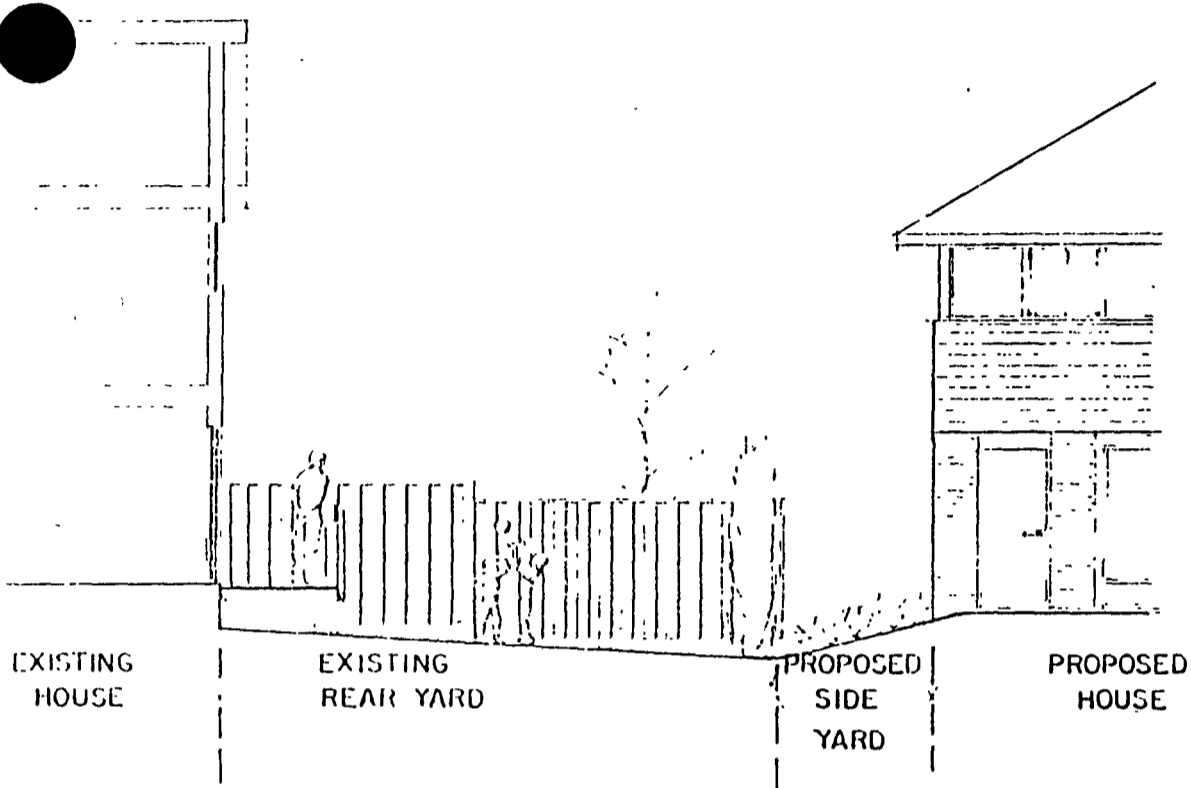 EXISTING
HOUSE
EXISTING
REAR YARD
PROPOSED
SIDE
YARD
PROPOSED
HOUSE